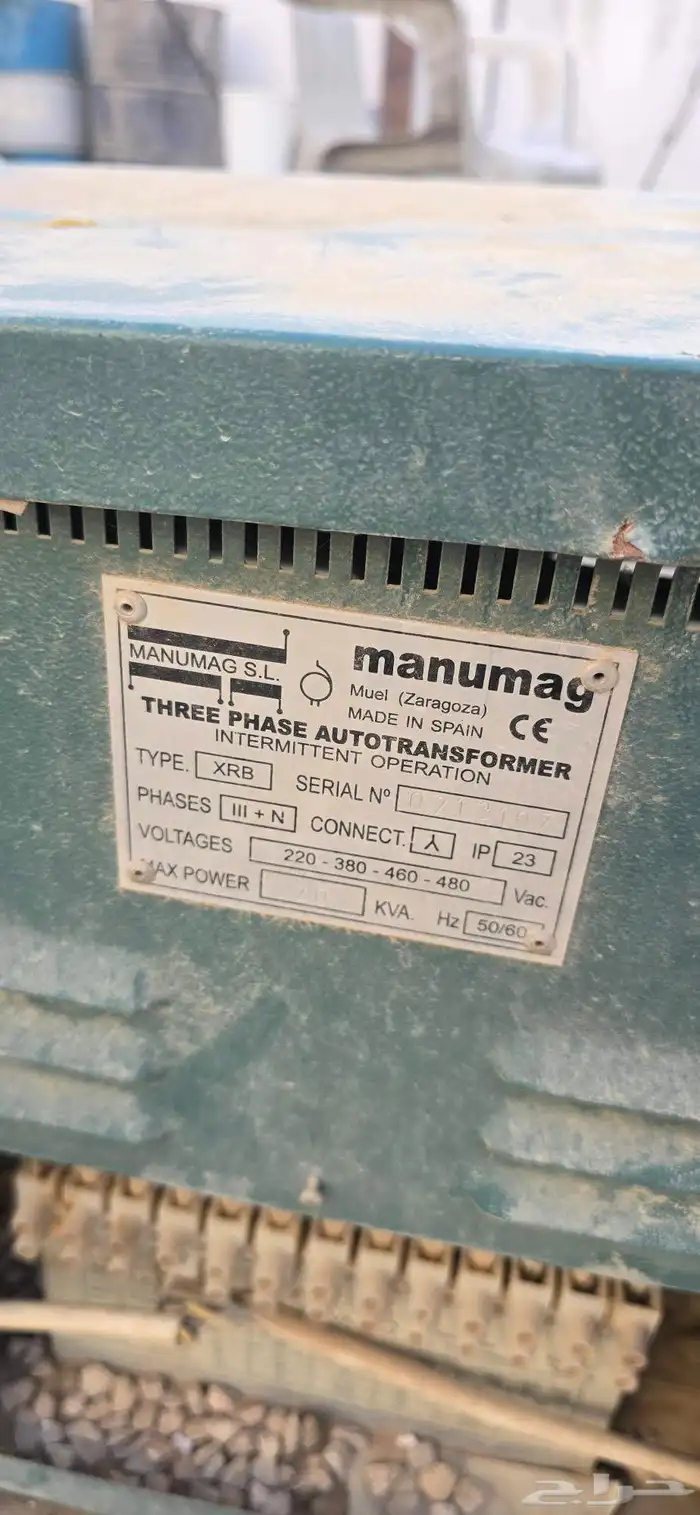 MANUMAG S.L.
manumag
Muel (Zaragoza)
MADE IN SPAIN CE
THREE PHASE AUTOTRANSFORMER
INTERMITTENT OPERATION
TYPE. XRB SERIAL Nº
PHASES III + N CONNECT. IP 23
VOLTAGES 220 - 380 - 460 - 480 Vac.
MAX POWER KVA. Hz 50/60
حراج